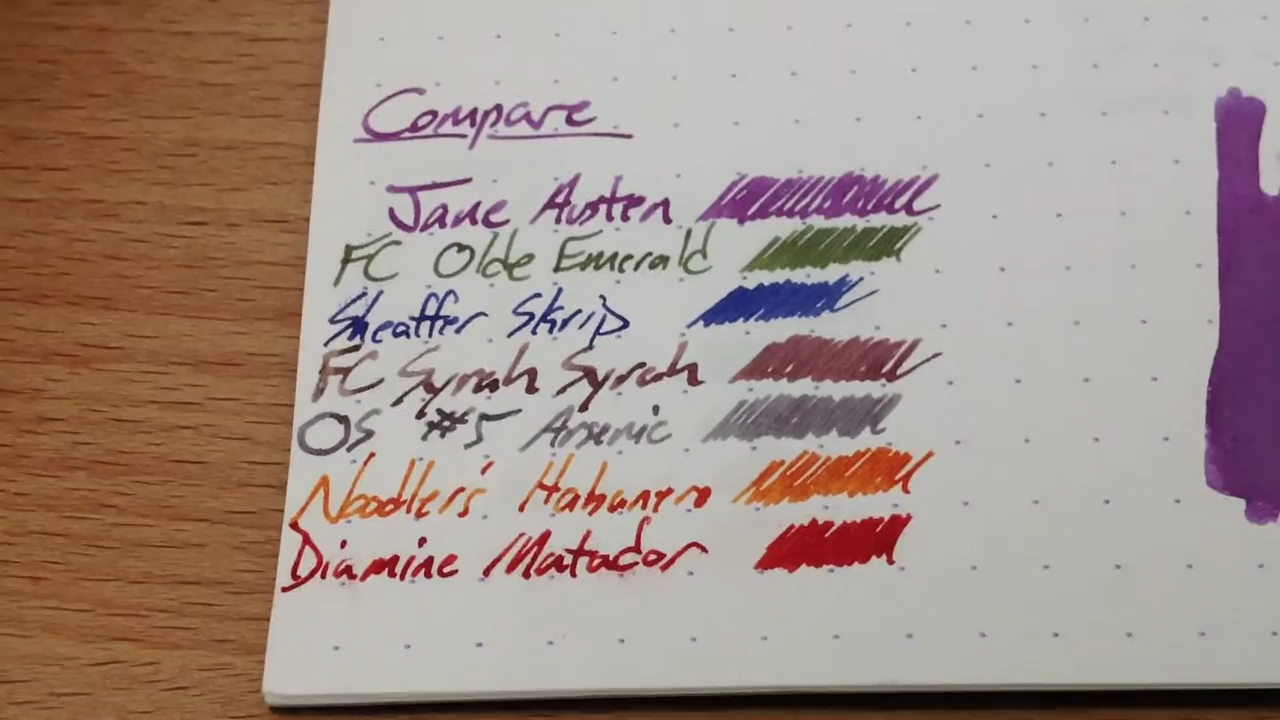 Compare
Jane Austen
FC Olde Emerald
Sheaffer Skrip
FC Syrah Syrah
OS #5 Arsenic
Noodler's Habanero
Diamine Matador